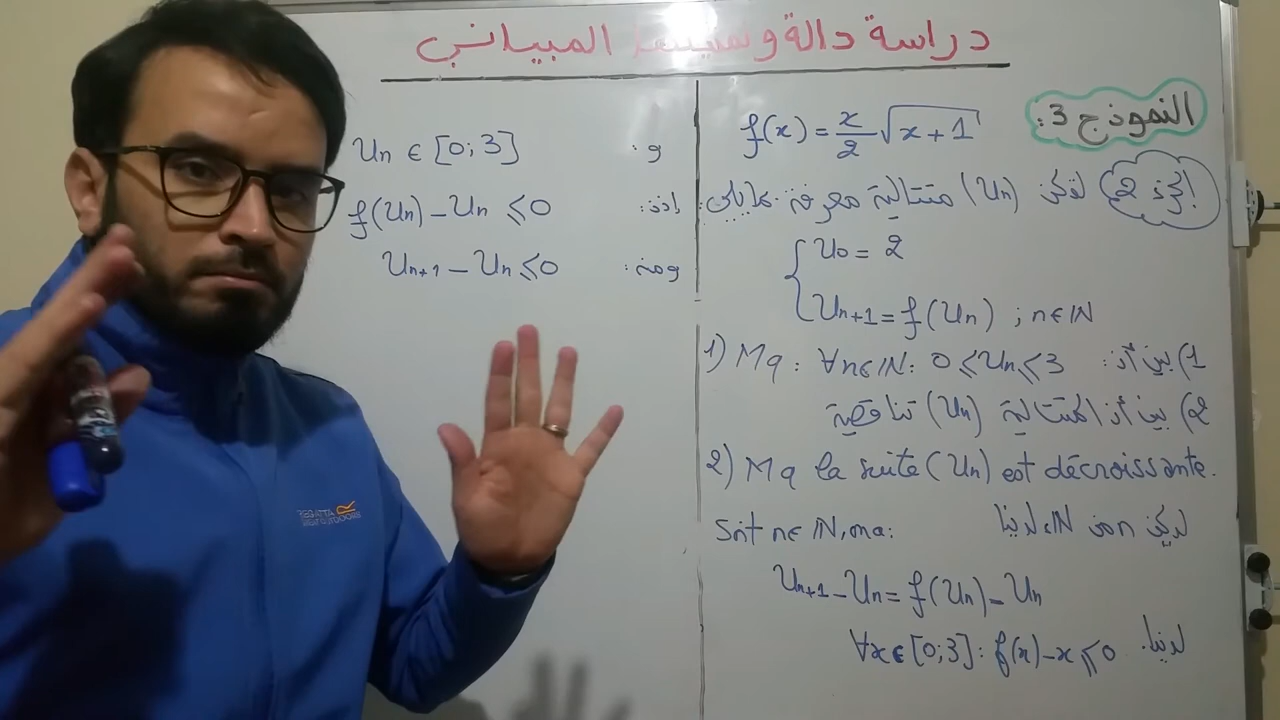 دراسة دالة و المبياني
النموذج 3:
f(x) = x/2 √(x+1)
الجزء 2 لتكن (Un) متتالية معرفة بما يلي:
{ U0 = 2
Un+1 = f(Un) ; n∈ℕ
1) Mq : ∀n∈ℕ: 0 ≤ Un ≤ 3 1) بين أن:
2) بين أن المتتالية (Un) تناقصية
2) Mq la suite (Un) est décroissante.
Soit n∈ℕ, on a: ليكن n من ℕ، لدينا
Un+1 – Un = f(Un) – Un
لدينا: ∀x∈[0;3] : f(x) – x ≤ 0
و: Un ∈ [0;3]
إذن: f(Un) – Un ≤ 0
ومنه: Un+1 – Un ≤ 0
REGATTA